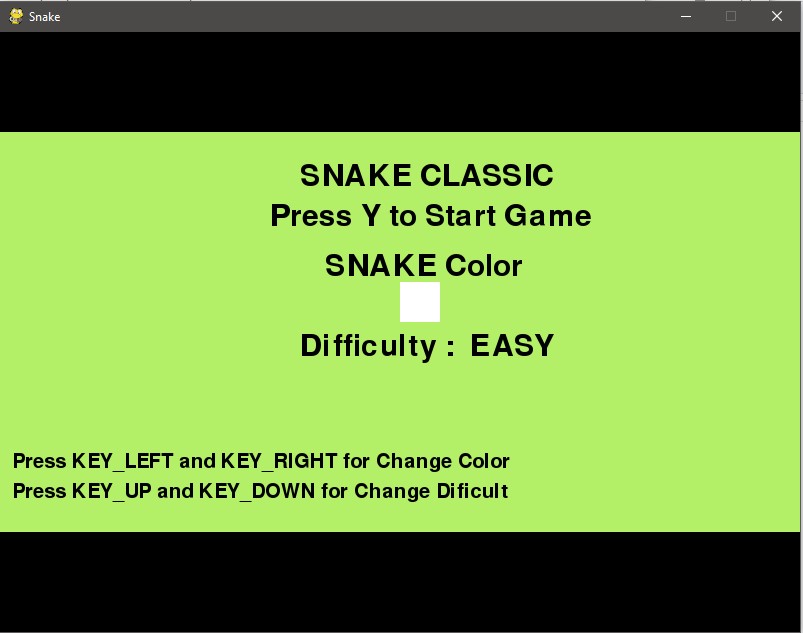 Snake
SNAKE CLASSIC
Press Y to Start Game
SNAKE Color
Difficulty : EASY
Press KEY_LEFT and KEY_RIGHT for Change Color
Press KEY_UP and KEY_DOWN for Change Dificult